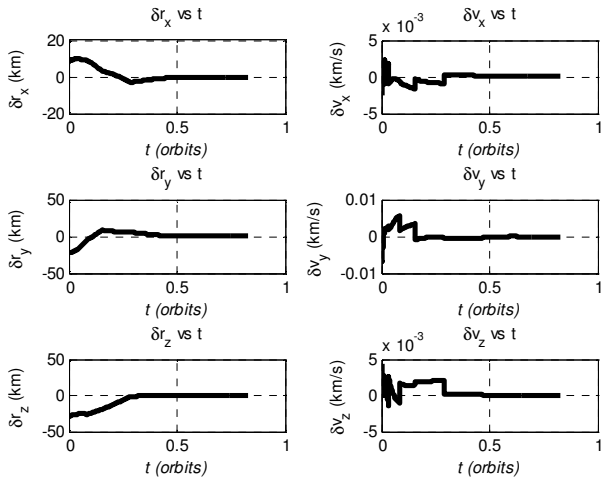 δr_x vs t
20
0
-20
0
0.5
1
δr_x (km)
t (orbits)
δv_x vs t
x 10^-3
5
0
-5
0
0.5
1
δv_x (km/s)
t (orbits)
δr_y vs t
50
0
-50
0
0.5
1
δr_y (km)
t (orbits)
δv_y vs t
0.01
0
-0.01
0
0.5
1
δv_y (km/s)
t (orbits)
δr_z vs t
50
0
-50
0
0.5
1
δr_z (km)
t (orbits)
δv_z vs t
x 10^-3
5
0
-5
0
0.5
1
δv_z (km/s)
t (orbits)